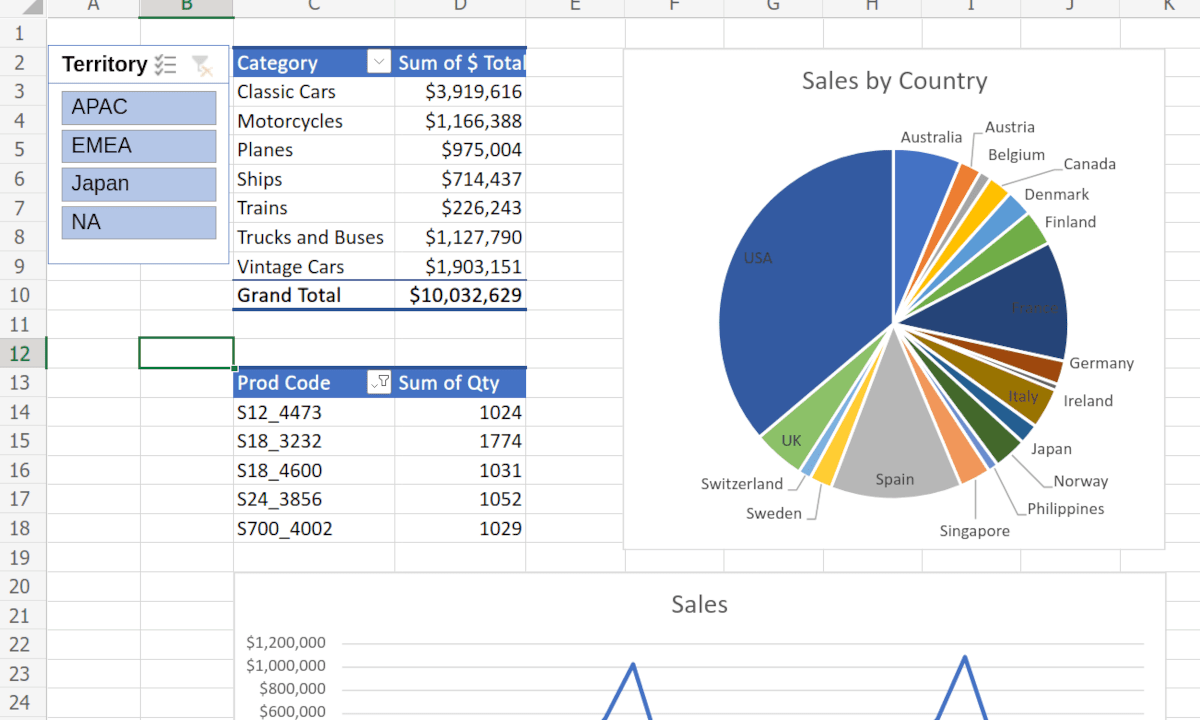 A B C D E F G H I J K
1
2 Territory Category Sum of $ Total
3 APAC Classic Cars $3,919,616
4 Motorcycles $1,166,388
5 EMEA Planes $975,004
6 Japan Ships $714,437
7 NA Trains $226,243
8 Trucks and Buses $1,127,790
9 Vintage Cars $1,903,151
10 Grand Total $10,032,629
11
12
13 Prod Code Sum of Qty
14 S12_4473 1024
15 S18_3232 1774
16 S18_4600 1031
17 S24_3856 1052
18 S700_4002 1029
19
20
21
22
23
24
Sales by Country
Australia
Austria
Belgium
Canada
Denmark
Finland
France
Germany
Ireland
Italy
Japan
Norway
Philippines
Singapore
Spain
Sweden
Switzerland
UK
USA
Sales
$1,200,000
$1,000,000
$800,000
$600,000